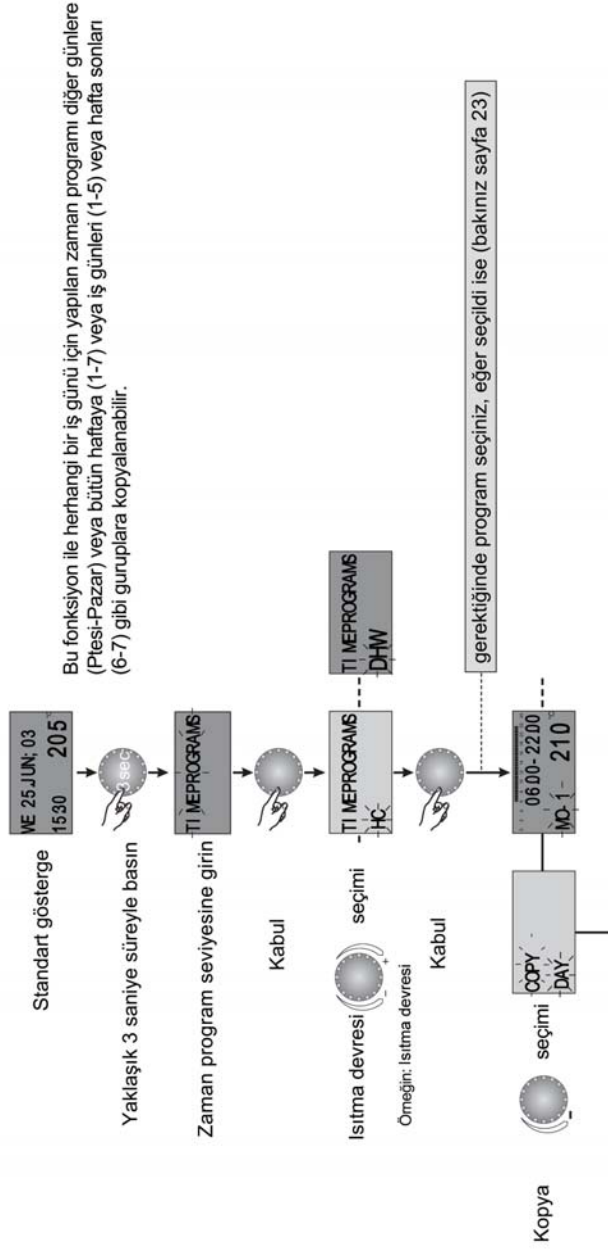 Standart gösterge
WE 25 JUN; 03
1530 205
Bu fonksiyon ile herhangi bir iş günü için yapılan zaman programı diğer günlere
(Ptesi-Pazar) veya bütün haftaya (1-7) veya iş günleri (1-5) veya hafta sonları
(6-7) gibi guruplara kopyalanabilir.
Yaklaşık 3 saniye süreyle basın
3sec
Zaman program seviyesine girin
TI MEPROGRAMS
Kabul
Isıtma devresi seçimi
- +
Örneğin: Isıtma devresi
TI MEPROGRAMS
HC
TI MEPROGRAMS
DHW
Kabul
gerektiğinde program seçiniz, eğer seçildi ise (bakınız sayfa 23)
Kopya seçimi
-
COPY
DAY
0600-2200
MO-1 210 °C